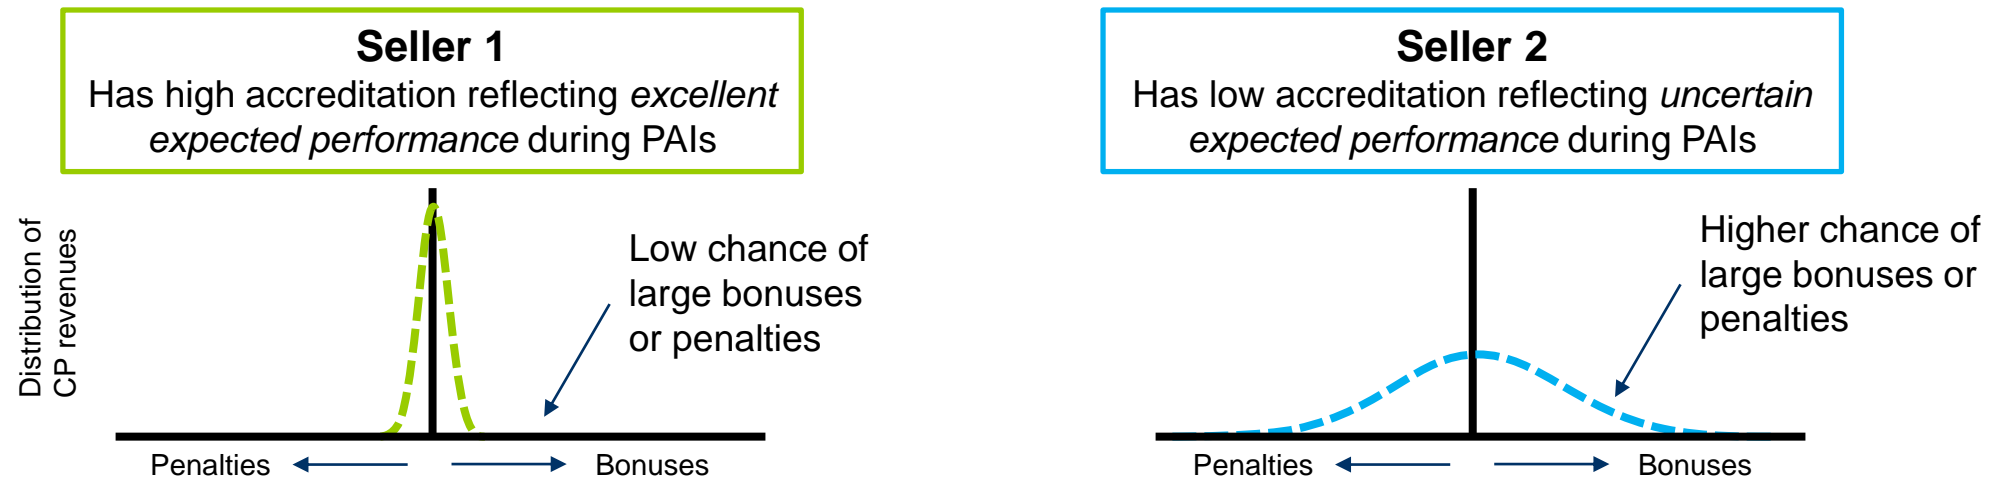 Seller 1
Has high accreditation reflecting excellent
expected performance during PAIs
Distribution of
CP revenues
Low chance of
large bonuses
or penalties
Penalties
Bonuses
Seller 2
Has low accreditation reflecting uncertain
expected performance during PAIs
Higher chance of
large bonuses or
penalties
Penalties
Bonuses